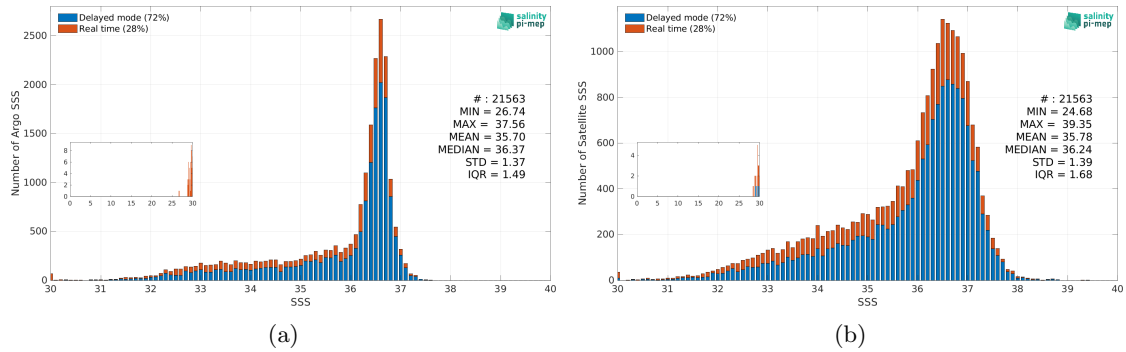 Delayed mode (72%)
Real time (28%)
salinity
pi-mep
2500
2000
1500
1000
500
0
Number of Argo SSS
# : 21563
MIN = 26.74
MAX = 37.56
MEAN = 35.70
MEDIAN = 36.37
STD = 1.37
IQR = 1.49
8
6
4
2
0
0 5 10 15 20 25 30
30 31 32 33 34 35 36 37 38 39 40
SSS
(a)
Delayed mode (72%)
Real time (28%)
salinity
pi-mep
1000
800
600
400
200
0
Number of Satellite SSS
# : 21563
MIN = 24.68
MAX = 39.35
MEAN = 35.78
MEDIAN = 36.24
STD = 1.39
IQR = 1.68
4
2
0
0 5 10 15 20 25 30
30 31 32 33 34 35 36 37 38 39 40
SSS
(b)